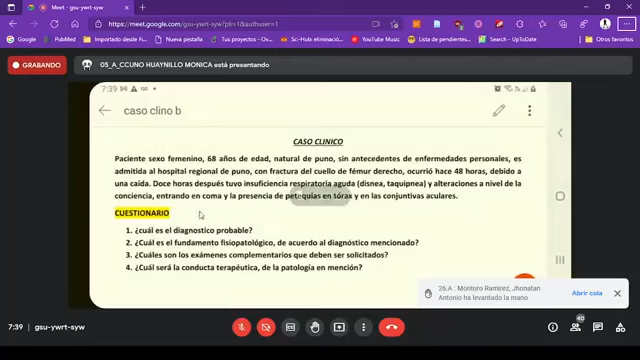 Meet - gsu-ywrt-syw
https://meet.google.com/gsu-ywrt-syw?pli=1&authuser=1
Google
PubMed
Importado desde Fi...
Nueva pestaña
Tus proyectos - Ov...
Sci-Hub: eliminació...
YouTube Music
Lista de pendientes...
Search - UpToDate
Otros favoritos
GRABANDO
05_A_CCUNO HUAYNILLO MONICA está presentando
7:39
caso clino b
CASO CLINICO
Paciente sexo femenino, 68 años de edad, natural de puno, sin antecedentes de enfermedades personales, es
admitida al hospital regional de puno, con fractura del cuello de fémur derecho, ocurrió hace 48 horas, debido a
una caída. Doce horas después tuvo insuficiencia respiratoria aguda (disnea, taquipnea) y alteraciones a nivel de la
conciencia, entrando en coma y la presencia de petequias en tórax y en las conjuntivas aculares.
CUESTIONARIO
1. ¿cuál es el diagnostico probable?
2. ¿Cuál es el fundamento fisiopatológico, de acuerdo al diagnóstico mencionado?
3. ¿Cuáles son los exámenes complementarios que deben ser solicitados?
4. ¿Cuál será la conducta terapéutica, de la patología en mención?
26.A : Montoro Ramirez, Jhonatan
Antonio ha levantado la mano
Abrir cola
7:39
gsu-ywrt-syw
40